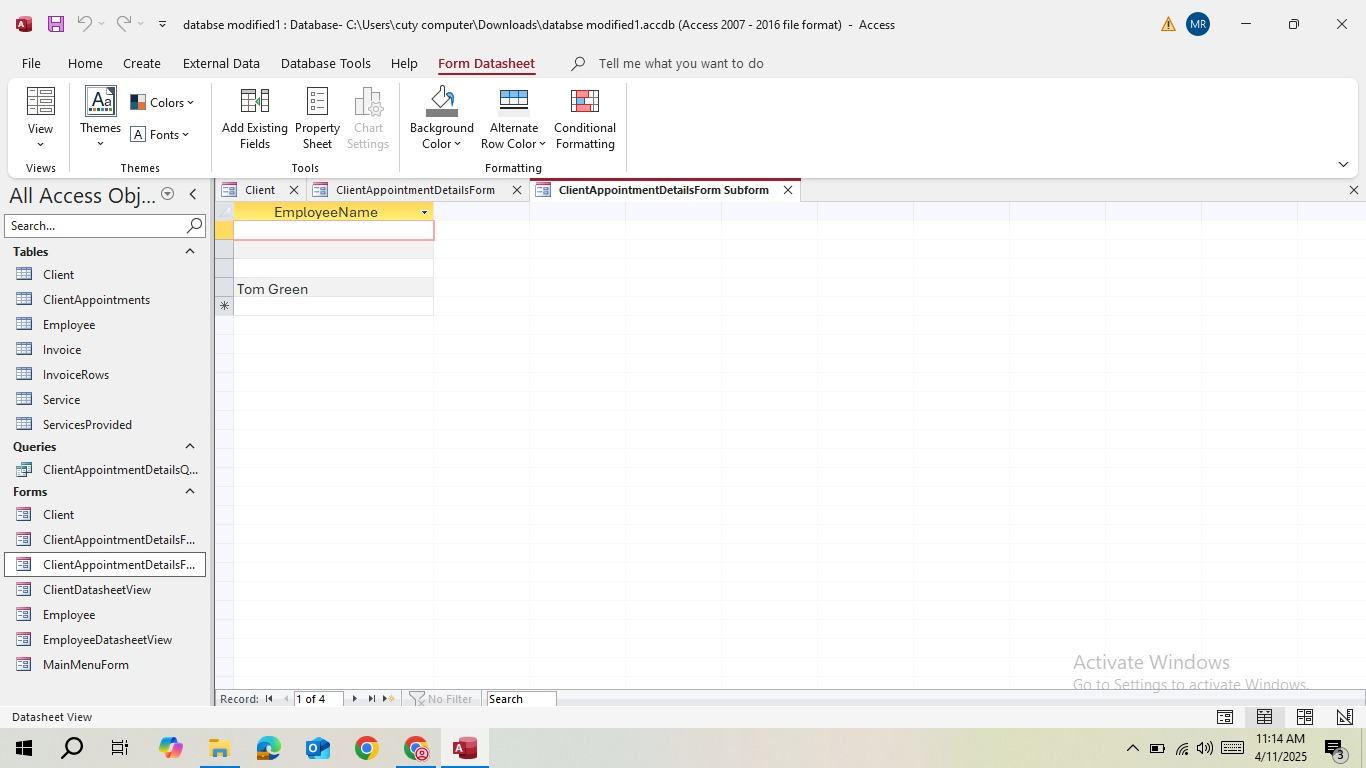 databse modified1 : Database- C:\Users\cuty computer\Downloads\databse modified1.accdb (Access 2007 - 2016 file format)  -  Access
MR
File Home Create External Data Database Tools Help Form Datasheet Tell me what you want to do
View
Themes
Aa
Colors
A Fonts
Add Existing Fields
Property Sheet
Chart Settings
Background Color
Alternate Row Color
Conditional Formatting
Views Themes Tools Formatting
All Access Obj...
Search...
Tables
Client
ClientAppointments
Employee
Invoice
InvoiceRows
Service
ServicesProvided
Queries
ClientAppointmentDetailsQ...
Forms
Client
ClientAppointmentDetailsF...
ClientAppointmentDetailsF...
ClientDatasheetView
Employee
EmployeeDatasheetView
MainMenuForm
Client ClientAppointmentDetailsForm ClientAppointmentDetailsForm Subform
EmployeeName
Tom Green
Activate Windows
Go to Settings to activate Windows.
Record: 1 of 4 No Filter Search
Datasheet View
11:14 AM
4/11/2025
3